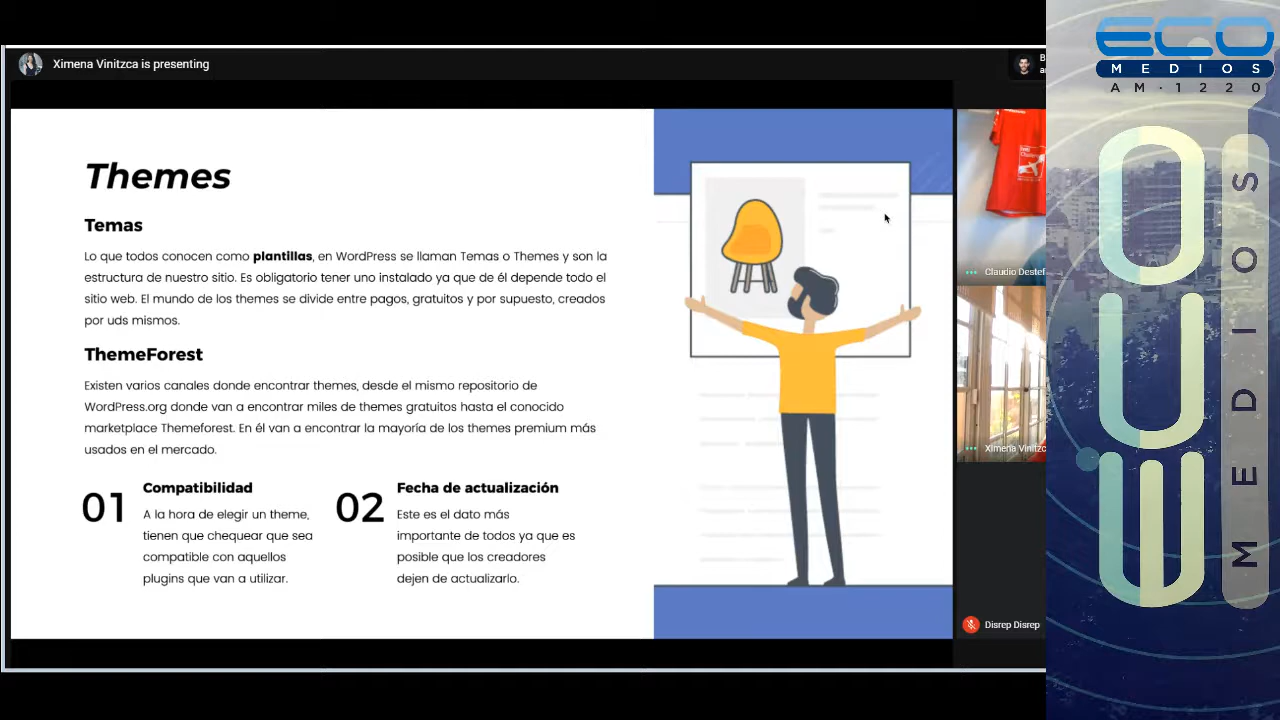 Ximena Vinitzca is presenting
Themes
Temas
Lo que todos conocen como plantillas, en WordPress se llaman Temas o Themes y son la
estructura de nuestro sitio. Es obligatorio tener uno instalado ya que de él depende todo el
sitio web. El mundo de los themes se divide entre pagos, gratuitos y por supuesto, creados
por uds mismos.
ThemeForest
Existen varios canales donde encontrar themes, desde el mismo repositorio de
WordPress.org donde van a encontrar miles de themes gratuitos hasta el conocido
marketplace Themeforest. En él van a encontrar la mayoría de los themes premium más
usados en el mercado.
01
Compatibilidad
A la hora de elegir un theme,
tienen que chequear que sea
compatible con aquellos
plugins que van a utilizar.
02
Fecha de actualización
Este es el dato más
importante de todos ya que es
posible que los creadores
dejen de actualizarlo.
Claudio Destef
Ximena Vinitzc
Disrep Disrep
ECO
MEDIOS
AM·1220
ECO
MEDIOS